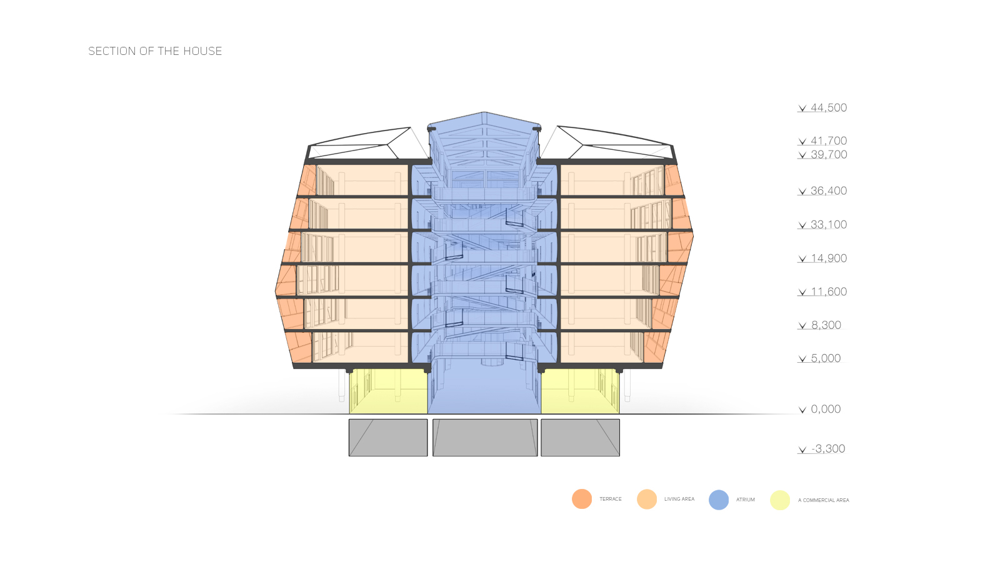 SECTION OF THE HOUSE
44,500
41,700
39,700
36,400
33,100
14,900
11,600
8,300
5,000
0,000
-3,300
TERRACE
LIVING AREA
ATRIUM
A COMMERCIAL AREA